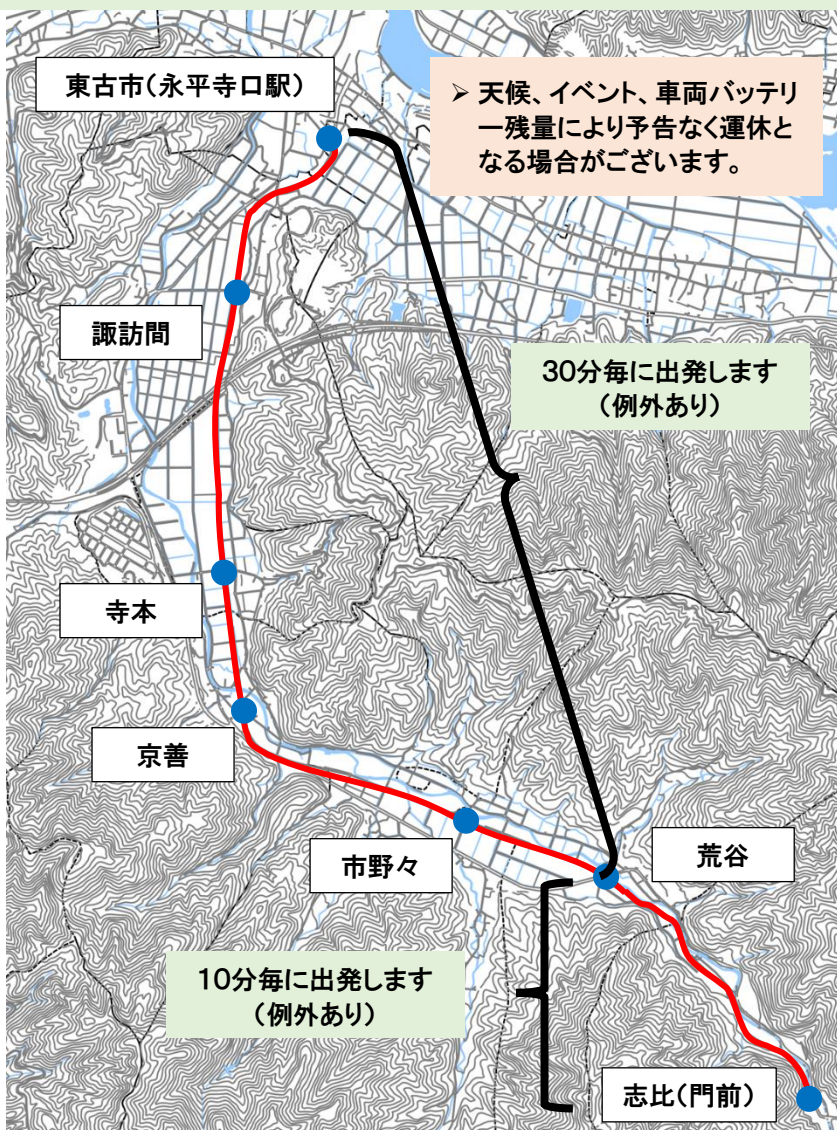 東古市(永平寺口駅)
➢ 天候、イベント、車両バッテリ
ー残量により予告なく運休と
なる場合がございます。
諏訪間
30分毎に出発します
(例外あり)
寺本
京善
市野々
荒谷
10分毎に出発します
(例外あり)
志比(門前)